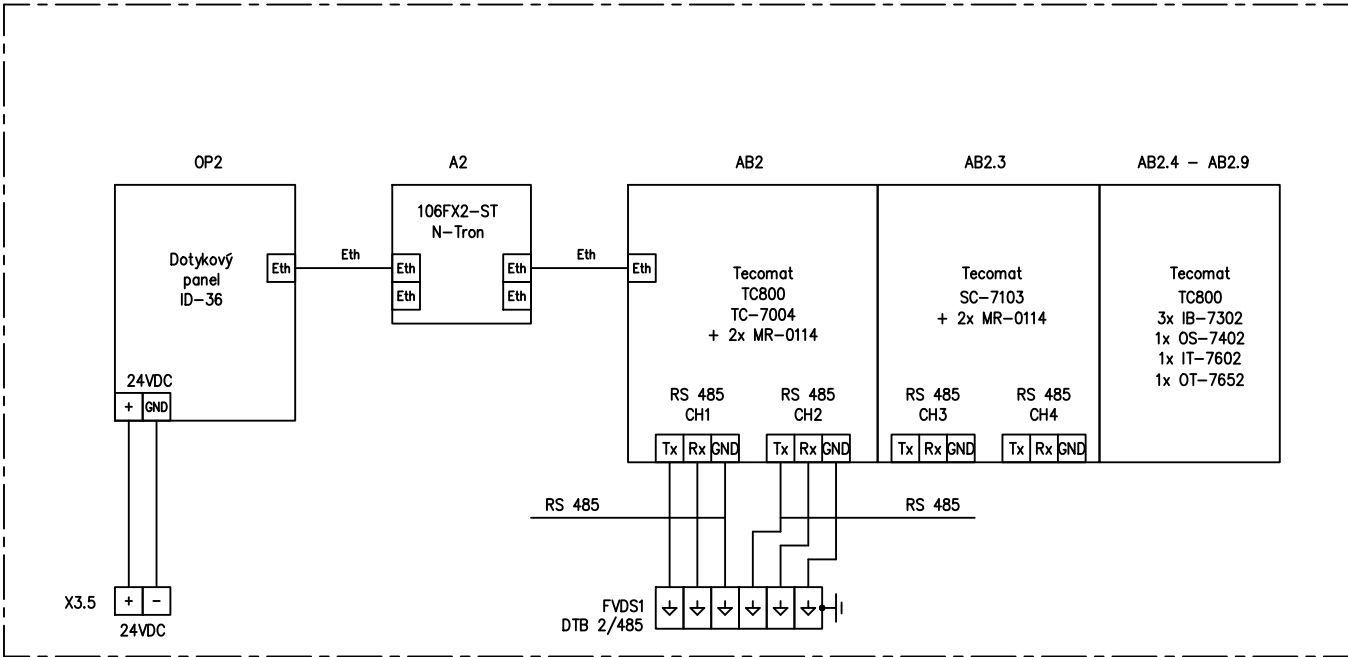 OP2
A2
AB2
AB2.3
AB2.4 – AB2.9
Dotykový
panel
ID–36
Eth
Eth
106FX2–ST
N–Tron
Eth
Eth
Eth
Eth
Eth
Eth
Tecomat
TC800
TC–7004
+ 2x MR–0114
Tecomat
SC–7103
+ 2x MR–0114
Tecomat
TC800
3x IB–7302
1x OS–7402
1x IT–7602
1x OT–7652
24VDC
+ GND
RS 485
CH1
Tx Rx GND
RS 485
CH2
Tx Rx GND
RS 485
CH3
Tx Rx GND
RS 485
CH4
Tx Rx GND
RS 485
RS 485
X3.5
+ –
24VDC
FVDS1
DTB 2/485